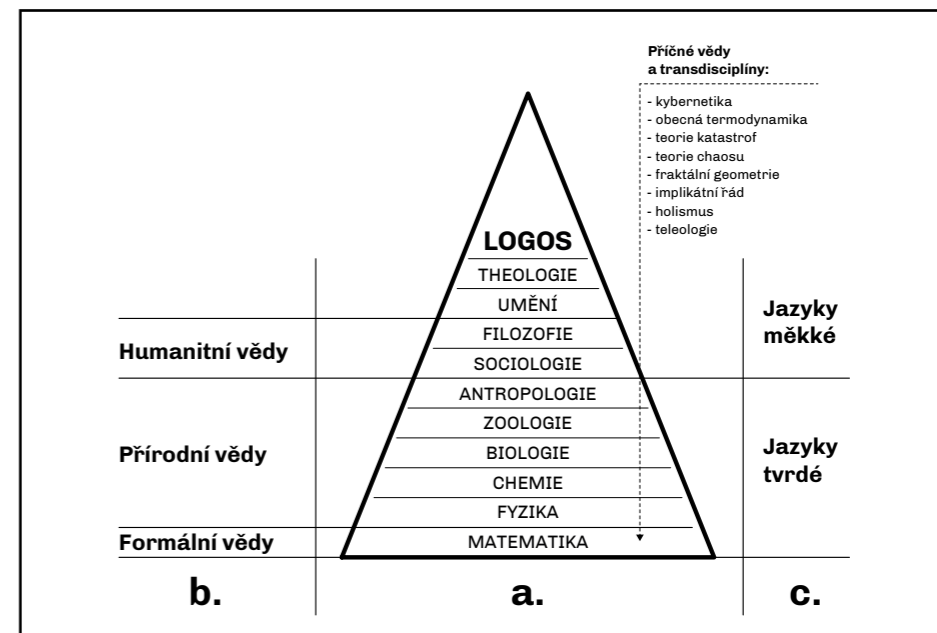 Příčné vědy
a transdisciplíny:
- kybernetika
- obecná termodynamika
- teorie katastrof
- teorie chaosu
- fraktální geometrie
- implikátní řád
- holismus
- teleologie
LOGOS
THEOLOGIE
UMĚNÍ
FILOZOFIE
SOCIOLOGIE
ANTROPOLOGIE
ZOOLOGIE
BIOLOGIE
CHEMIE
FYZIKA
MATEMATIKA
Humanitní vědy
Přírodní vědy
Formální vědy
Jazyky
měkké
Jazyky
tvrdé
b.
a.
c.